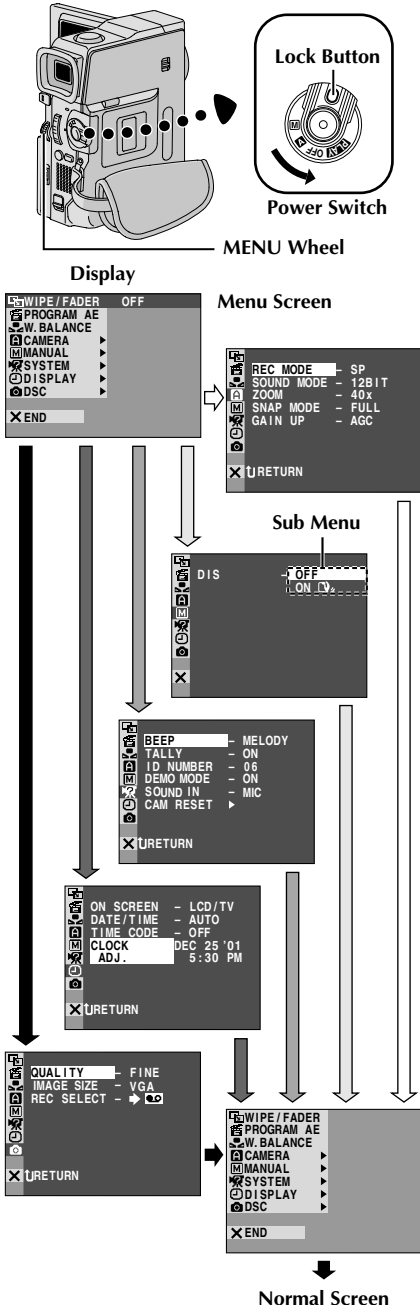 Lock Button
M
A
OFF
PLAY
Power Switch
MENU Wheel
Display
Menu Screen
WIPE / FADER OFF
PROGRAM AE
W. BALANCE
A CAMERA
M MANUAL
SYSTEM
DISPLAY
DSC
END
A
M
REC MODE – SP
SOUND MODE – 12BIT
ZOOM – 40x
SNAP MODE – FULL
GAIN UP – AGC
RETURN
Sub Menu
A
M
DIS – OFF
ON
A
M
BEEP – MELODY
TALLY – ON
ID NUMBER – 06
DEMO MODE – ON
SOUND IN – MIC
CAM RESET
RETURN
A
M
ON SCREEN – LCD/TV
DATE/TIME – AUTO
TIME CODE – OFF
CLOCK DEC 25 '01
ADJ. 5:30 PM
RETURN
A
M
QUALITY – FINE
IMAGE SIZE – VGA
REC SELECT –
RETURN
WIPE / FADER
PROGRAM AE
W. BALANCE
A CAMERA
M MANUAL
SYSTEM
DISPLAY
DSC
END
Normal Screen